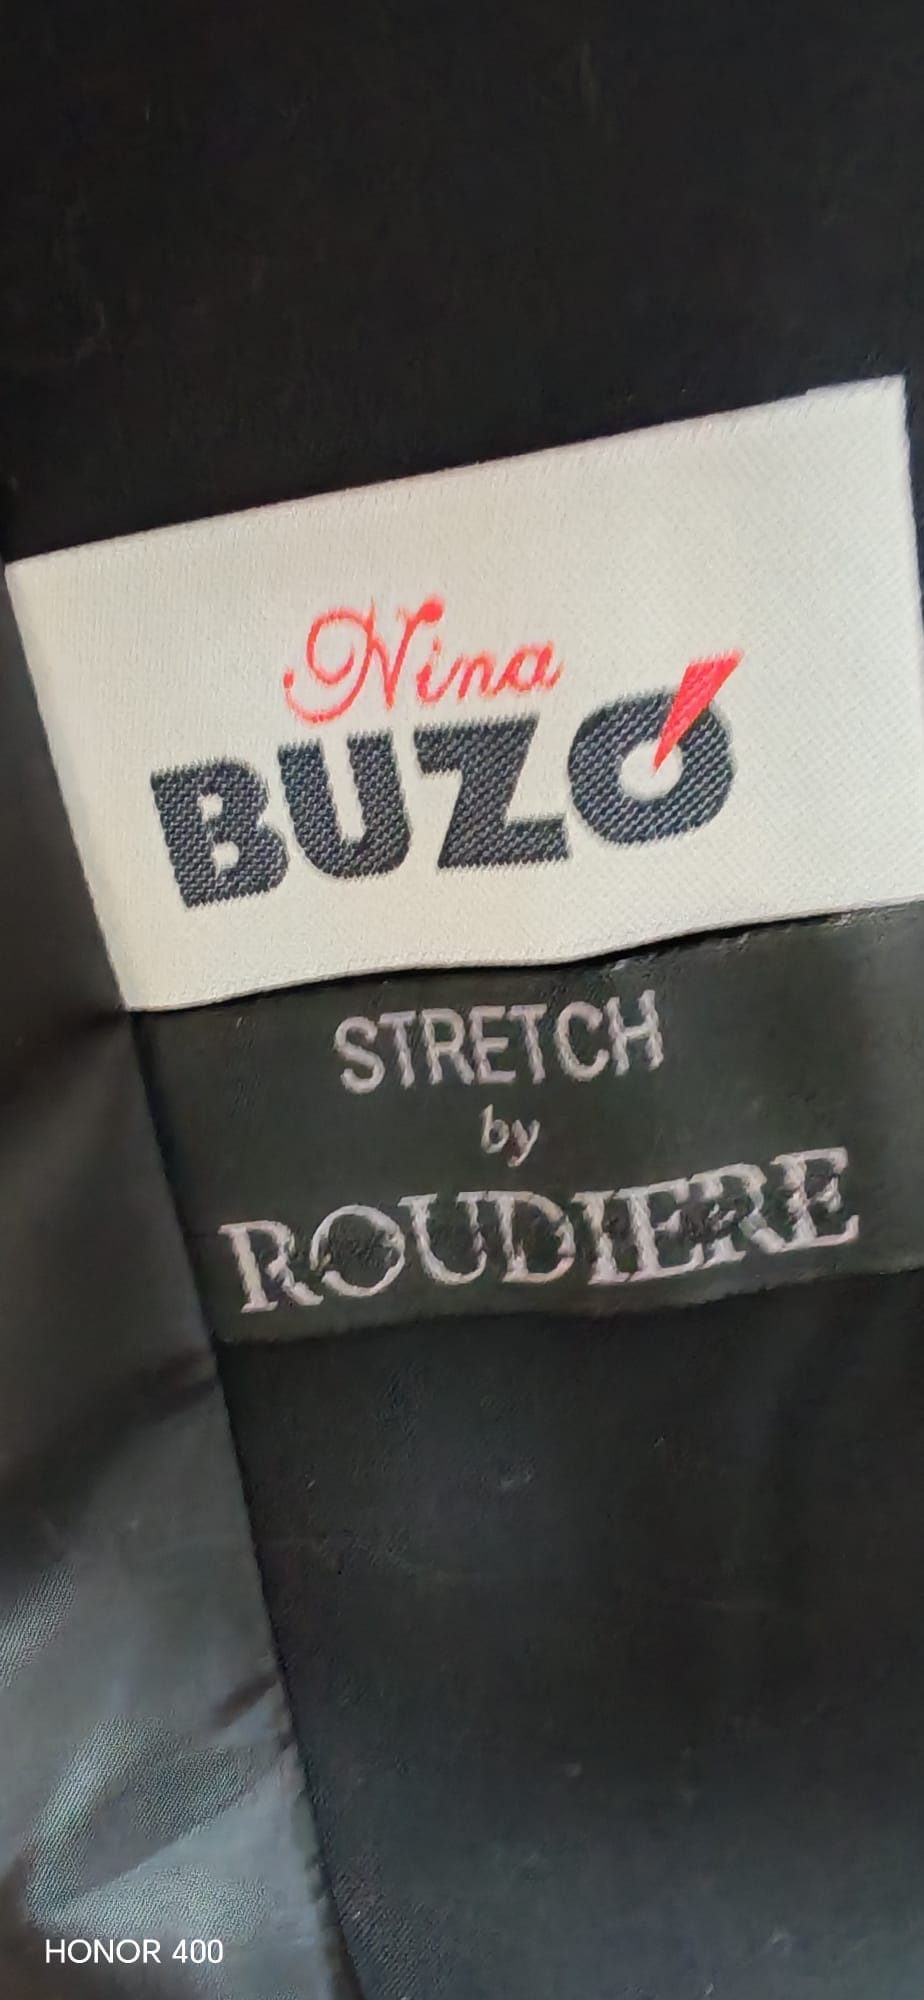 Nina
BUZÓ
STRETCH
by
ROUDIERE
HONOR 400